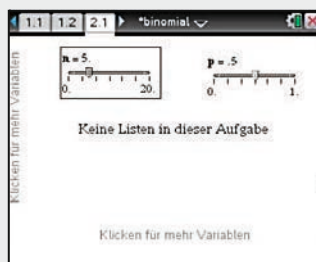 1.1 1.2 2.1 *binomial
n = 5.
0. 20.
p = .5
0. 1.
Keine Listen in dieser Aufgabe
Klicken für mehr Variablen
Klicken für mehr Variablen